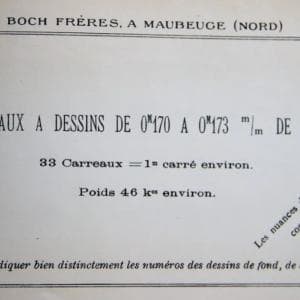 BOCH FRÈRES, A MAUBEUGE (NORD)
AUX A DESSINS DE 0ᴹ170 A 0ᴹ173 ᵐ/ₘ DE
33 Carreaux = 1ᵐ carré environ.
Poids 46 kᵒˢ environ.
Les nuances
diquer bien distinctement les numéros des dessins de fond, de